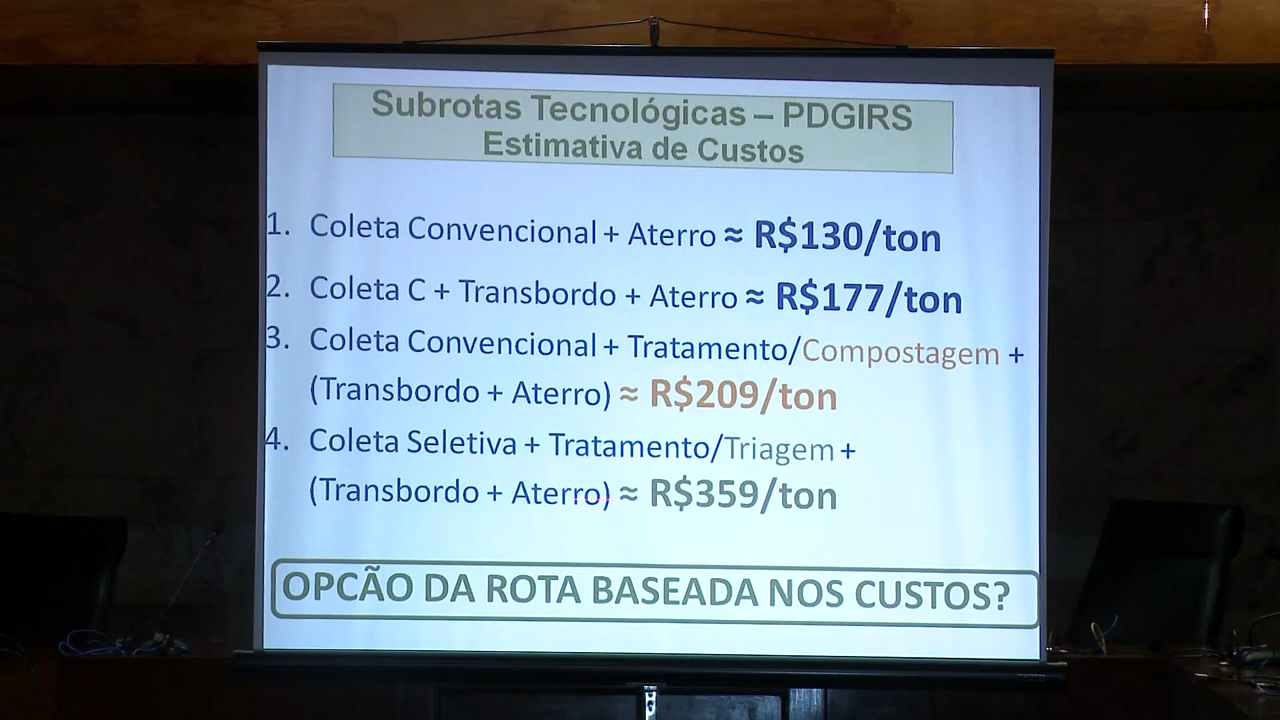 Subrotas Tecnológicas – PDGIRS
Estimativa de Custos
1. Coleta Convencional + Aterro ≈ R$130/ton
2. Coleta C + Transbordo + Aterro ≈ R$177/ton
3. Coleta Convencional + Tratamento/Compostagem +
(Transbordo + Aterro) ≈ R$209/ton
4. Coleta Seletiva + Tratamento/Triagem +
(Transbordo + Aterro) ≈ R$359/ton
OPCÃO DA ROTA BASEADA NOS CUSTOS?